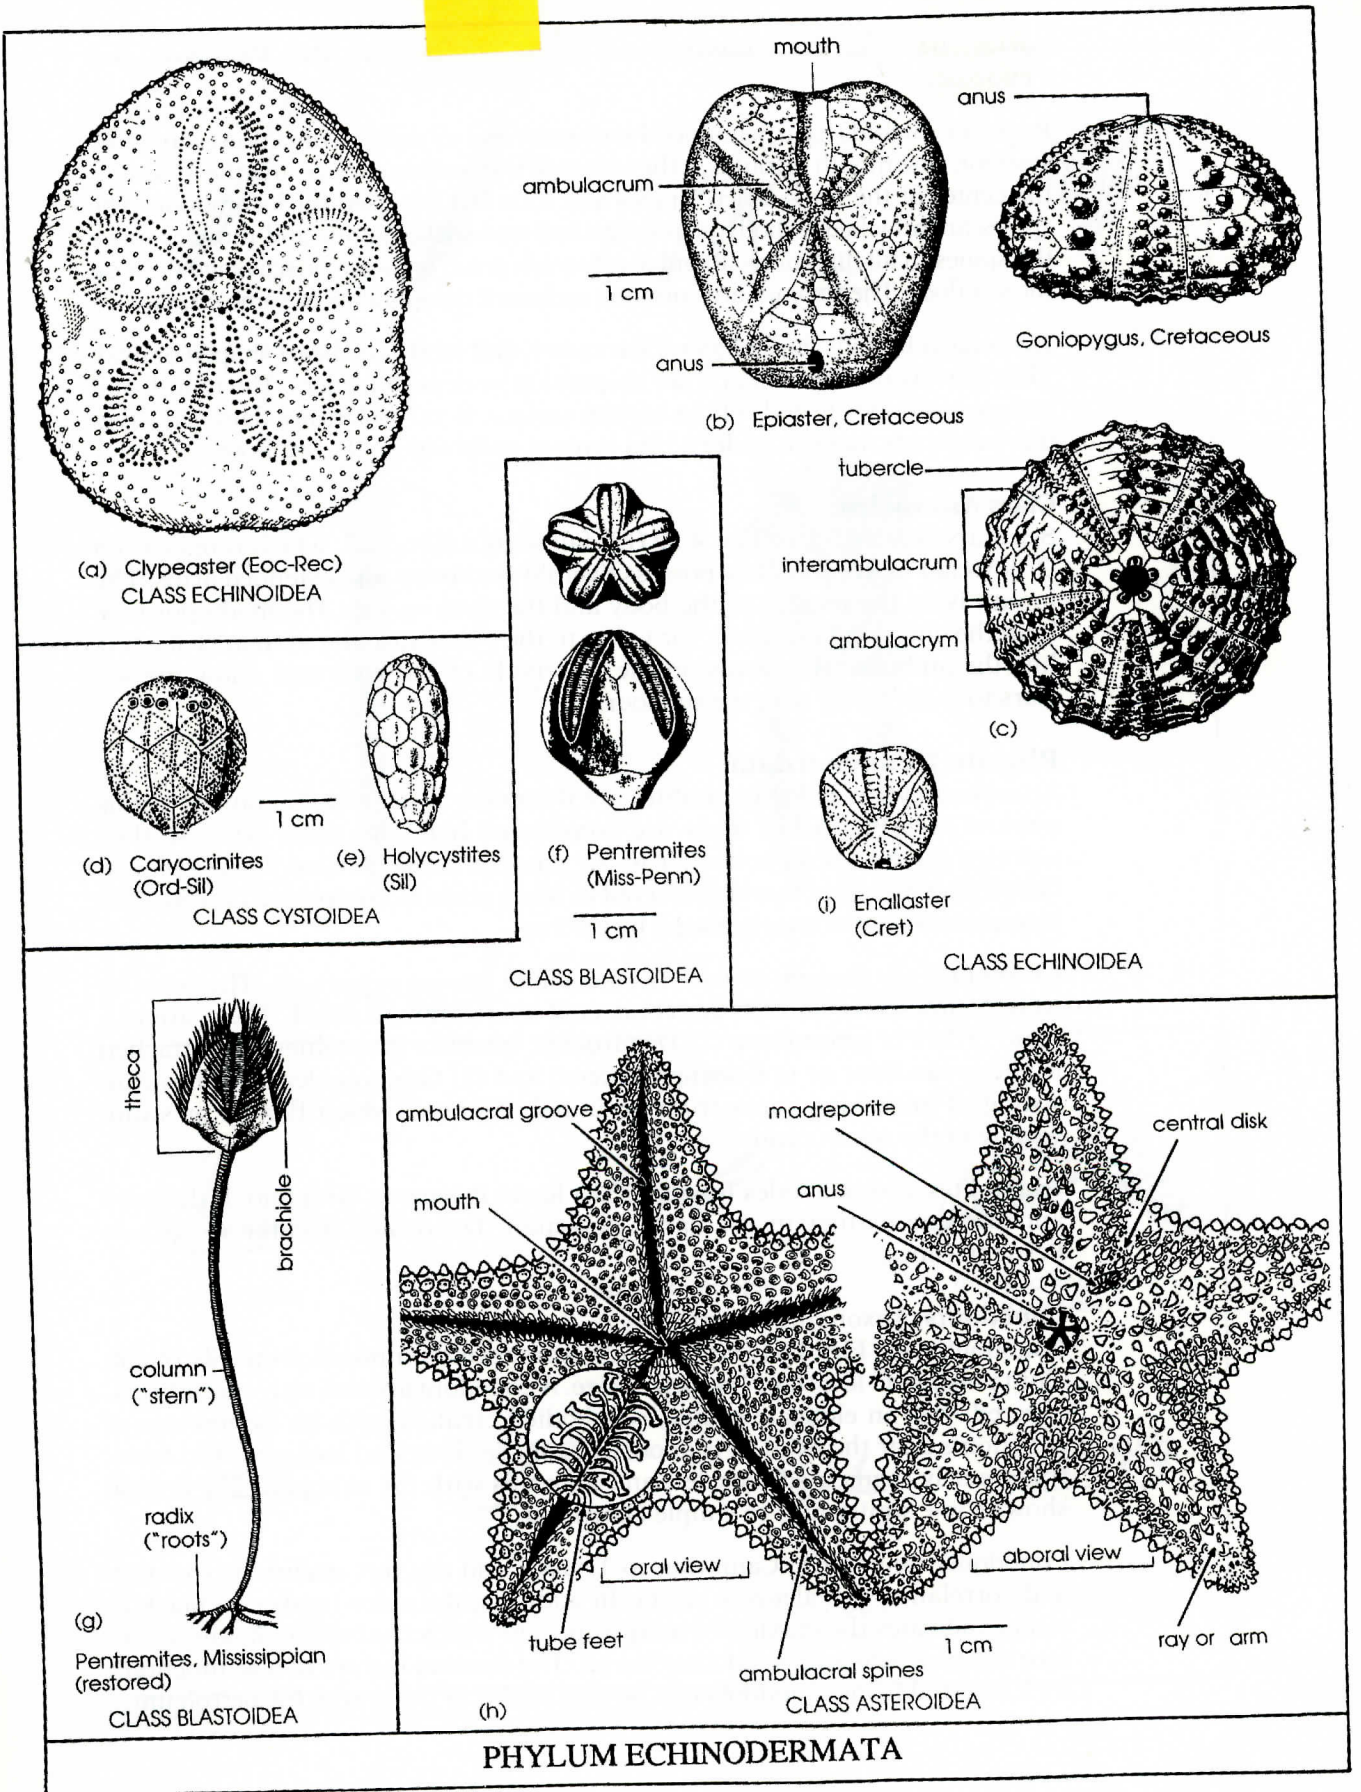 mouth
anus
ambulacrum
1 cm
anus
Goniopygus, Cretaceous
(b) Epiaster, Cretaceous
tubercle
interambulacrum
ambulacrym
(c)
(a) Clypeaster (Eoc-Rec)
CLASS ECHINOIDEA
1 cm
(d) Caryocrinites
(Ord-Sil)
(e) Holycystites
(Sil)
CLASS CYSTOIDEA
(f) Pentremites
(Miss-Penn)
1 cm
CLASS BLASTOIDEA
(i) Enallaster
(Cret)
CLASS ECHINOIDEA
theca
brachiole
column
("stern")
radix
("roots")
(g)
Pentremites, Mississippian
(restored)
CLASS BLASTOIDEA
ambulacral groove
mouth
madreporite
anus
central disk
oral view
aboral view
tube feet
ambulacral spines
1 cm
ray or arm
(h)
CLASS ASTEROIDEA
PHYLUM ECHINODERMATA